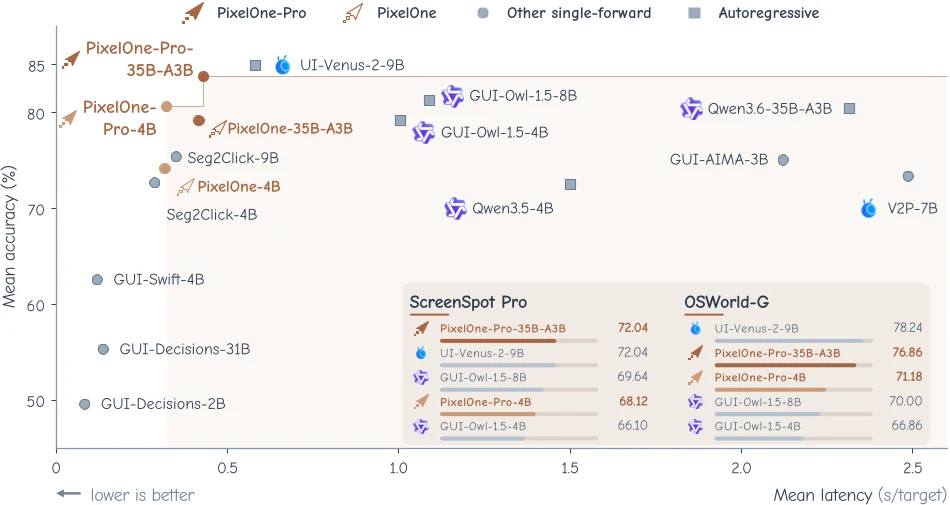 PixelOne-Pro
PixelOne
Other single-forward
Autoregressive
Mean accuracy (%)
85
80
70
60
50
PixelOne-Pro-
35B-A3B
UI-Venus-2-9B
PixelOne-
Pro-4B
GUI-Owl-1.5-8B
Qwen3.6-35B-A3B
PixelOne-35B-A3B
GUI-Owl-1.5-4B
Seg2Click-9B
GUI-AIMA-3B
PixelOne-4B
Seg2Click-4B
Qwen3.5-4B
V2P-7B
GUI-Swift-4B
GUI-Decisions-31B
GUI-Decisions-2B
ScreenSpot Pro
PixelOne-Pro-35B-A3B 72.04
UI-Venus-2-9B 72.04
GUI-Owl-1.5-8B 69.64
PixelOne-Pro-4B 68.12
GUI-Owl-1.5-4B 66.10
OSWorld-G
UI-Venus-2-9B 78.24
PixelOne-Pro-35B-A3B 76.86
PixelOne-Pro-4B 71.18
GUI-Owl-1.5-8B 70.00
GUI-Owl-1.5-4B 66.86
0 0.5 1.0 1.5 2.0 2.5
← lower is better
Mean latency (s/target)